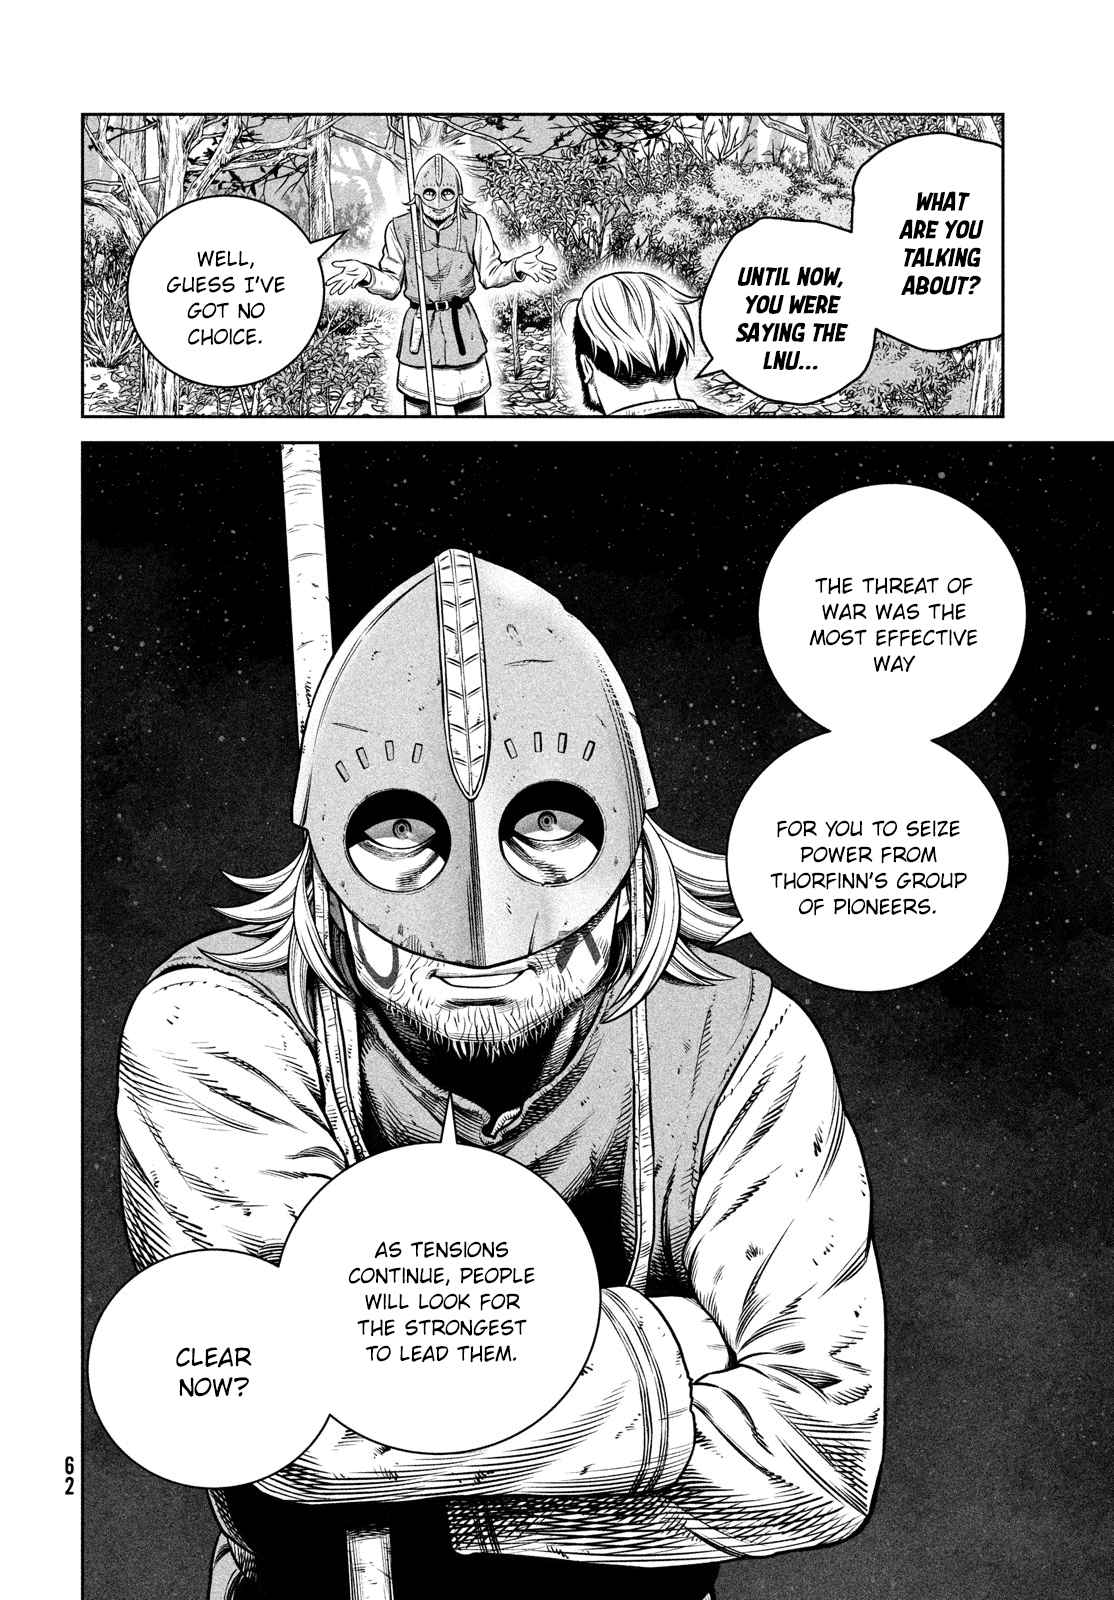 WHAT
ARE YOU
TALKING
ABOUT?
UNTIL NOW,
YOU WERE
SAYING THE
LNU...
WELL,
GUESS I'VE
GOT NO
CHOICE.
THE THREAT OF
WAR WAS THE
MOST EFFECTIVE
WAY
FOR YOU TO SEIZE
POWER FROM
THORFINN'S GROUP
OF PIONEERS.
AS TENSIONS
CONTINUE, PEOPLE
WILL LOOK FOR
THE STRONGEST
TO LEAD THEM.
CLEAR
NOW?
62